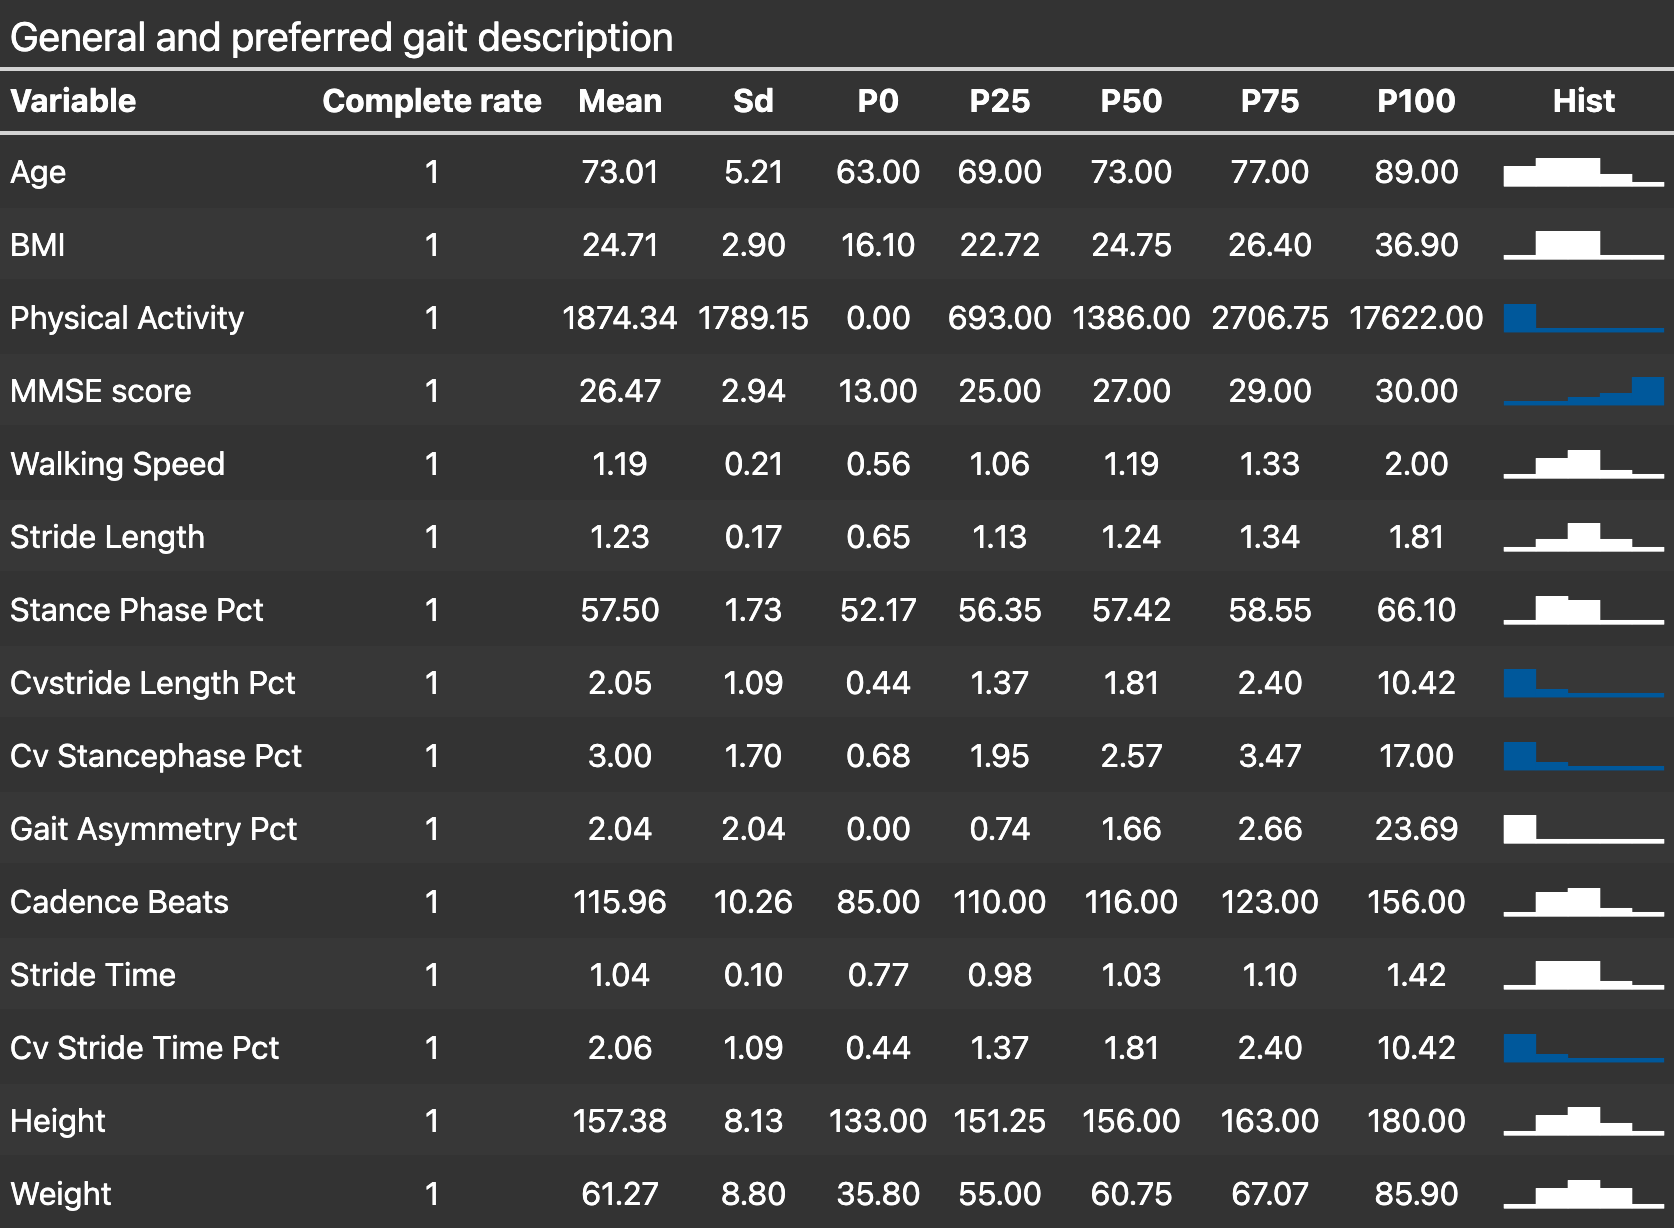 General and preferred gait description
Variable Complete rate Mean Sd P0 P25 P50 P75 P100 Hist
Age 1 73.01 5.21 63.00 69.00 73.00 77.00 89.00
BMI 1 24.71 2.90 16.10 22.72 24.75 26.40 36.90
Physical Activity 1 1874.34 1789.15 0.00 693.00 1386.00 2706.75 17622.00
MMSE score 1 26.47 2.94 13.00 25.00 27.00 29.00 30.00
Walking Speed 1 1.19 0.21 0.56 1.06 1.19 1.33 2.00
Stride Length 1 1.23 0.17 0.65 1.13 1.24 1.34 1.81
Stance Phase Pct 1 57.50 1.73 52.17 56.35 57.42 58.55 66.10
Cvstride Length Pct 1 2.05 1.09 0.44 1.37 1.81 2.40 10.42
Cv Stancephase Pct 1 3.00 1.70 0.68 1.95 2.57 3.47 17.00
Gait Asymmetry Pct 1 2.04 2.04 0.00 0.74 1.66 2.66 23.69
Cadence Beats 1 115.96 10.26 85.00 110.00 116.00 123.00 156.00
Stride Time 1 1.04 0.10 0.77 0.98 1.03 1.10 1.42
Cv Stride Time Pct 1 2.06 1.09 0.44 1.37 1.81 2.40 10.42
Height 1 157.38 8.13 133.00 151.25 156.00 163.00 180.00
Weight 1 61.27 8.80 35.80 55.00 60.75 67.07 85.90